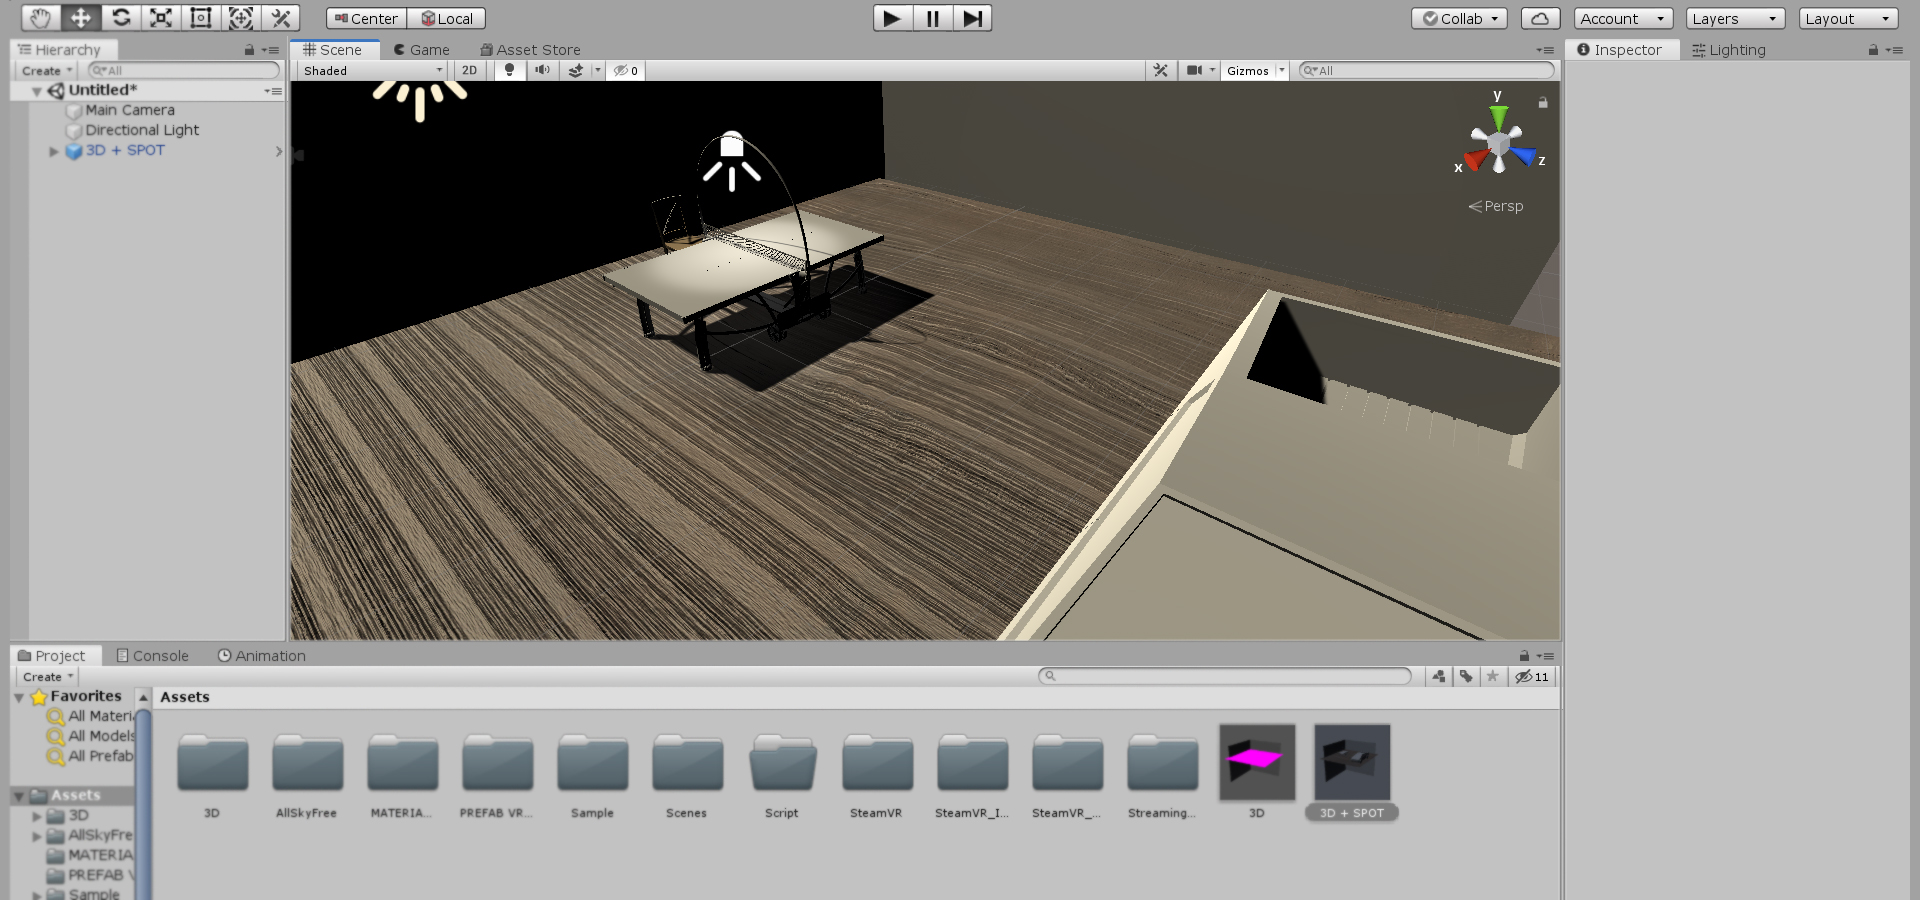 Center Local Collab Account Layers Layout
Hierarchy
Create All
Untitled*
Main Camera
Directional Light
3D + SPOT
Scene Game Asset Store
Shaded 2D 0 Gizmos All
y
x
z
Persp
Inspector Lighting
Project Console Animation
Create 11
Favorites
All Materi
All Models
All Prefab
Assets
3D
AllSkyFre
MATERIA
PREFAB
Sample
Assets
3D AllSkyFree MATERIA... PREFAB VR... Sample Scenes Script SteamVR SteamVR_I... SteamVR_... Streaming... 3D 3D + SPOT